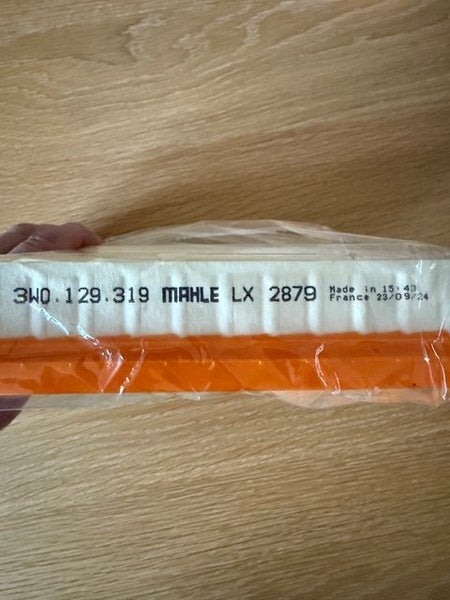 3W0.129.319 MAHLE LX 2879
Made in 15:43
France 23/09/24